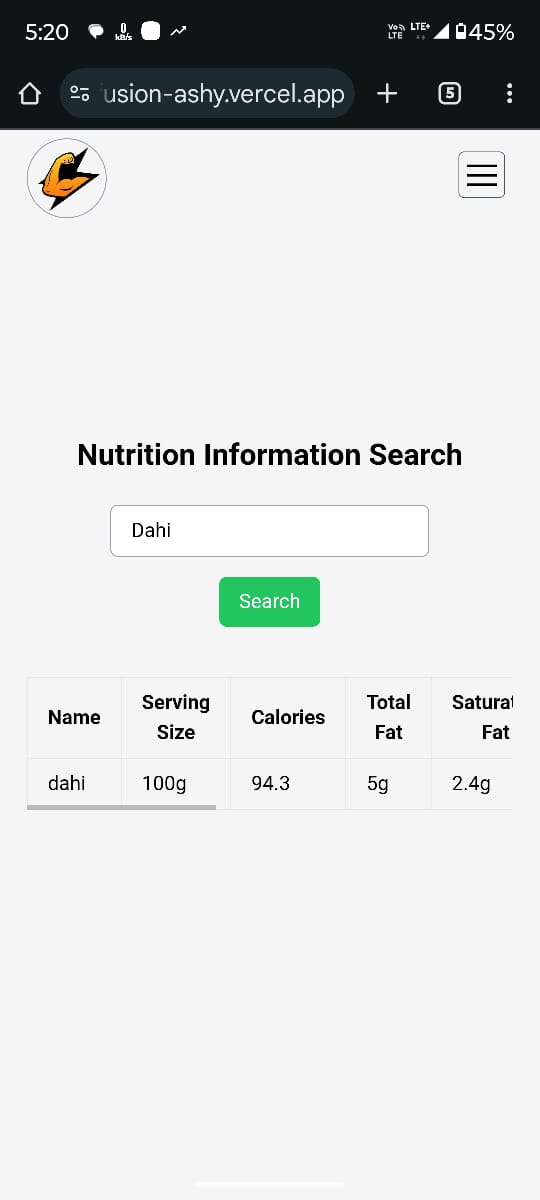 5:20 0 kB/s Vo LTE LTE+ 45%
usion-ashy.vercel.app 5
Nutrition Information Search
Dahi
Search
Name Serving Size Calories Total Fat Saturat Fat
dahi 100g 94.3 5g 2.4g